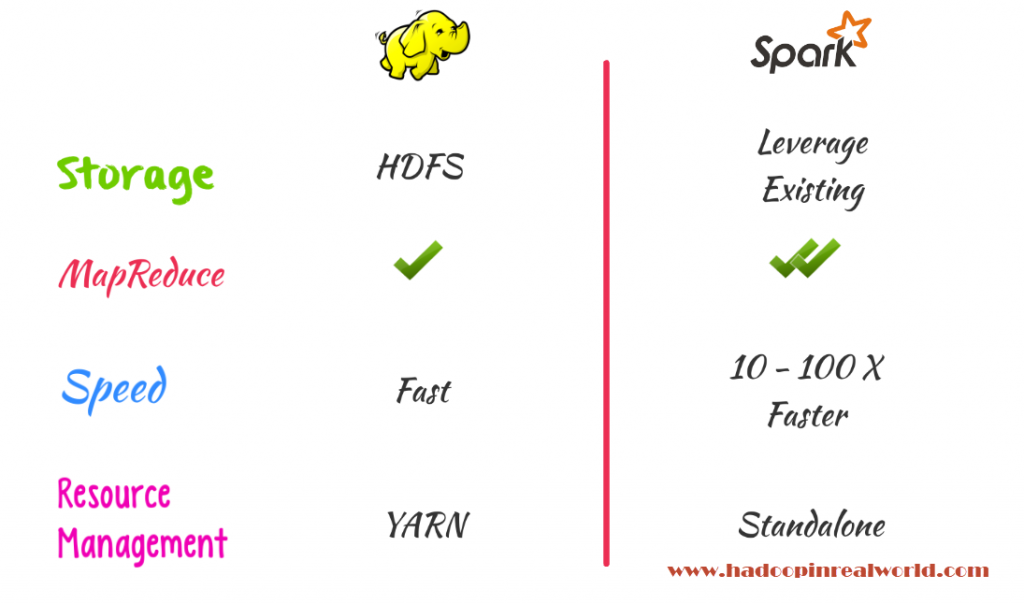 Spark
Storage
HDFS
Leverage
Existing
MapReduce
Speed
Fast
10 - 100 X
Faster
Resource
Management
YARN
Standalone
www.hadoopinrealworld.com